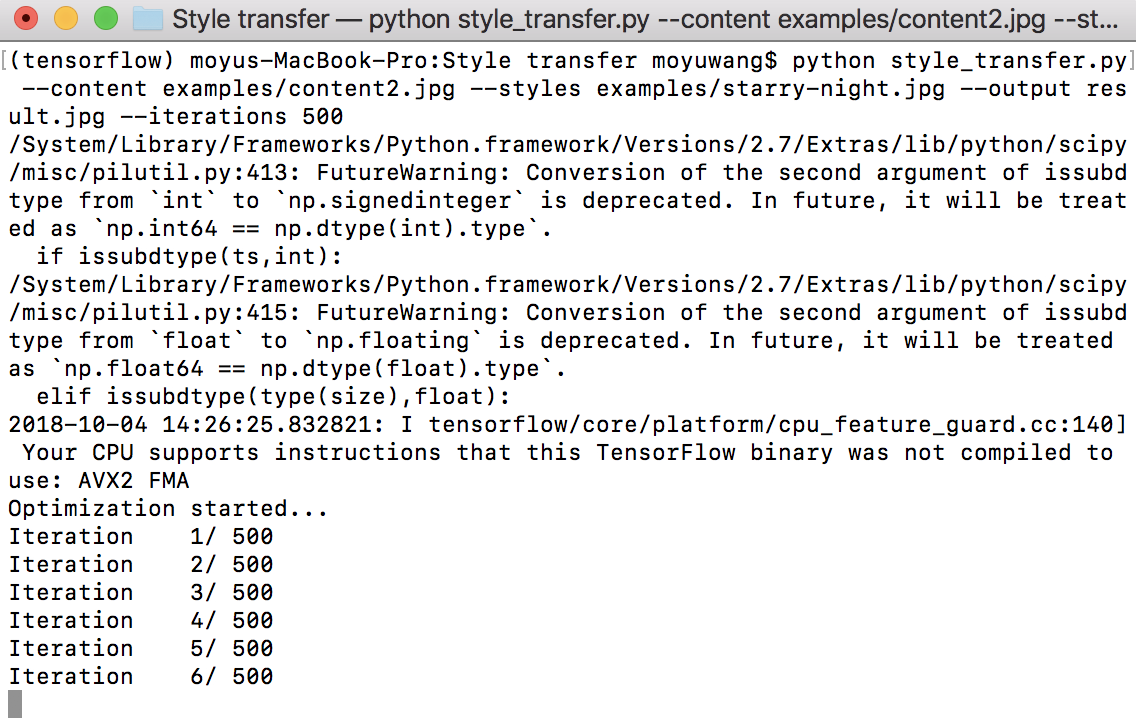 Style transfer — python style_transfer.py --content examples/content2.jpg --st...
[(tensorflow) moyus-MacBook-Pro:Style transfer moyuwang$ python style_transfer.py]
 --content examples/content2.jpg --styles examples/starry-night.jpg --output res
ult.jpg --iterations 500
/System/Library/Frameworks/Python.framework/Versions/2.7/Extras/lib/python/scipy
/misc/pilutil.py:413: FutureWarning: Conversion of the second argument of issubd
type from `int` to `np.signedinteger` is deprecated. In future, it will be treat
ed as `np.int64 == np.dtype(int).type`.
  if issubdtype(ts,int):
/System/Library/Frameworks/Python.framework/Versions/2.7/Extras/lib/python/scipy
/misc/pilutil.py:415: FutureWarning: Conversion of the second argument of issubd
type from `float` to `np.floating` is deprecated. In future, it will be treated
as `np.float64 == np.dtype(float).type`.
  elif issubdtype(type(size),float):
2018-10-04 14:26:25.832821: I tensorflow/core/platform/cpu_feature_guard.cc:140]
 Your CPU supports instructions that this TensorFlow binary was not compiled to
use: AVX2 FMA
Optimization started...
Iteration    1/ 500
Iteration    2/ 500
Iteration    3/ 500
Iteration    4/ 500
Iteration    5/ 500
Iteration    6/ 500